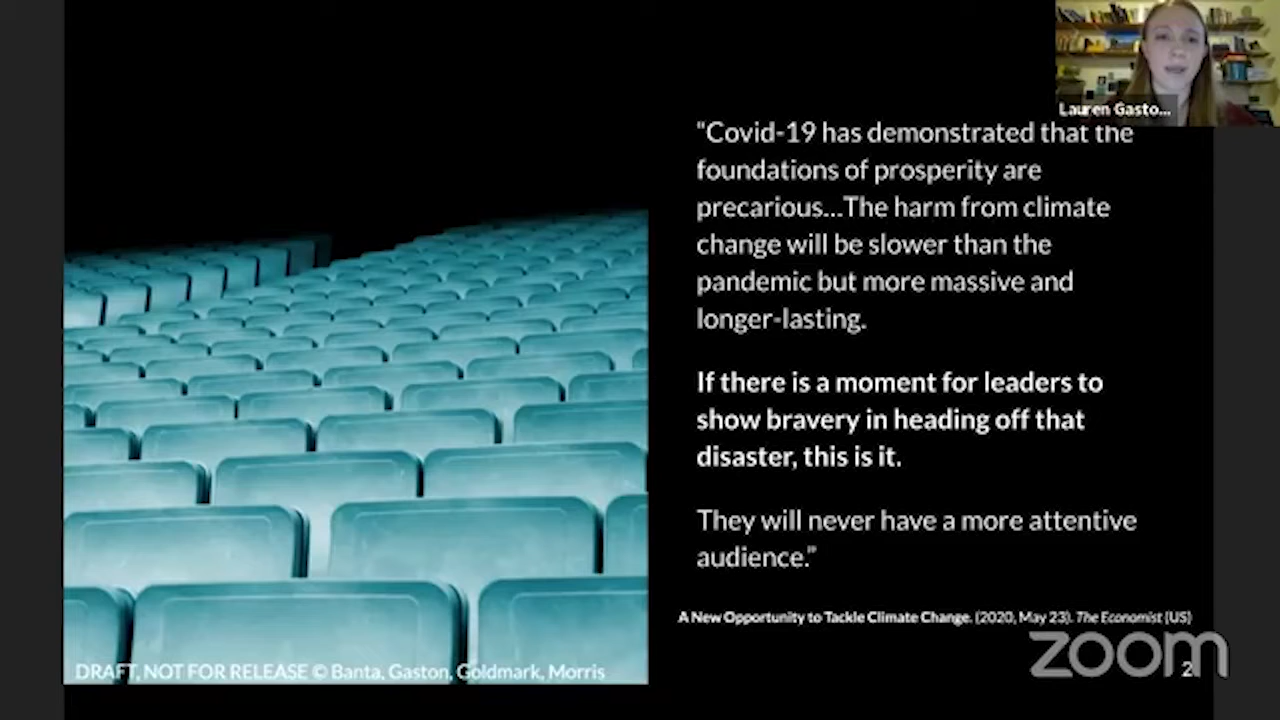 Lauren Gasto...
"Covid-19 has demonstrated that the
foundations of prosperity are
precarious...The harm from climate
change will be slower than the
pandemic but more massive and
longer-lasting.
If there is a moment for leaders to
show bravery in heading off that
disaster, this is it.
They will never have a more attentive
audience."
A New Opportunity to Tackle Climate Change. (2020, May 23). The Economist (US)
DRAFT, NOT FOR RELEASE © Banta, Gaston, Goldmark, Morris
zoom
2